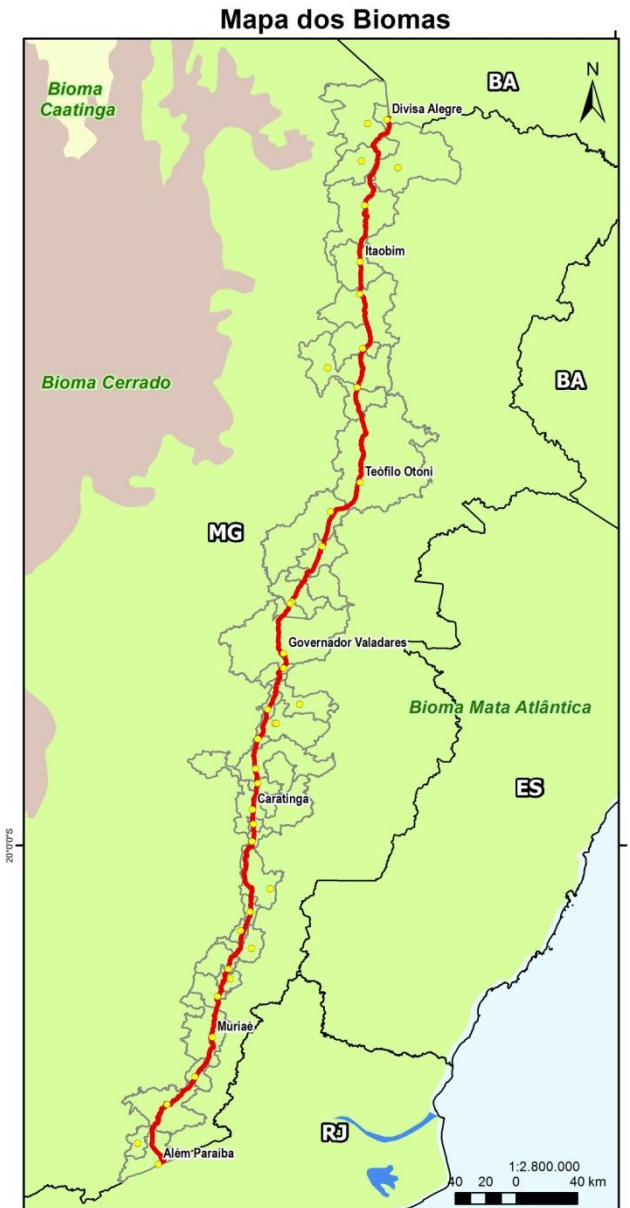 Mapa dos Biomas
Bioma
Caatinga
BA
N
Divisa Alegre
Itaobim
Bioma Cerrado
BA
Teófilo Otoni
MG
Governador Valadares
Bioma Mata Atlântica
ES
Caratinga
20°0'0"S
Muriaé
RJ
Além Paraíba
1:2.800.000
40 20 0 40 km